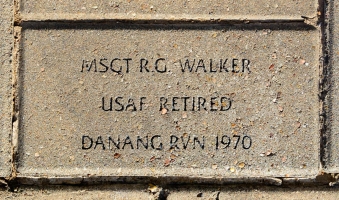 MSGT R.G. WALKER
USAF RETIRED
DANANG RVN 1970